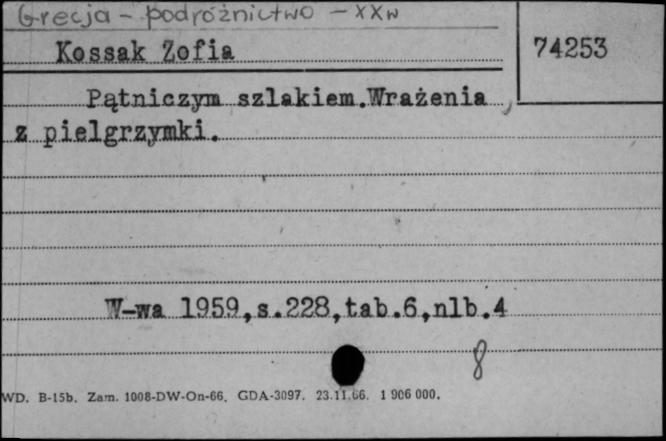 Grecja - podróżnictwo - XXw
Kossak Zofia
74253
Pątniczym szlakiem.Wrażenia
z pielgrzymki.
W-wa 1959,s.228,tab.6,nlb.4
8
WD. B-15b. Zam. 1008-DW-On-66. GDA-3097. 23.11.66. 1 906 000.